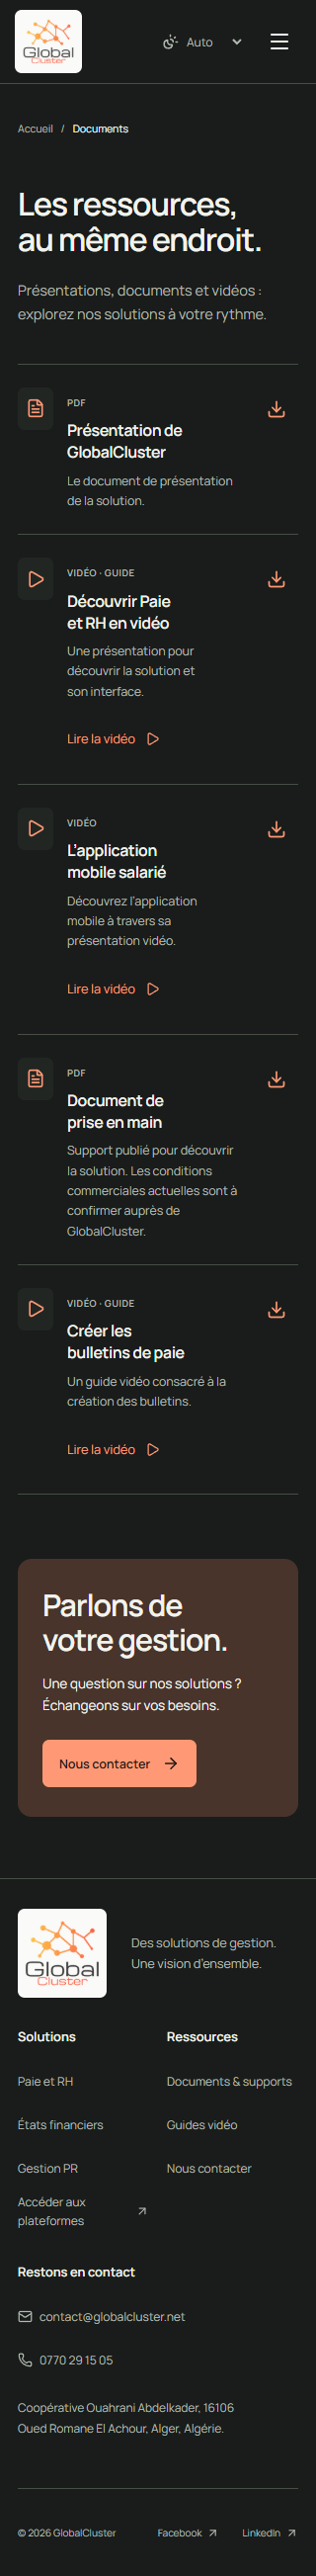 Global
Cluster
Auto
Accueil / Documents
Les ressources,
au même endroit.
Présentations, documents et vidéos :
explorez nos solutions à votre rythme.
PDF
Présentation de
GlobalCluster
Le document de présentation
de la solution.
VIDÉO · GUIDE
Découvrir Paie
et RH en vidéo
Une présentation pour
découvrir la solution et
son interface.
Lire la vidéo
VIDÉO
L’application
mobile salarié
Découvrez l’application
mobile à travers sa
présentation vidéo.
Lire la vidéo
PDF
Document de
prise en main
Support publié pour découvrir
la solution. Les conditions
commerciales actuelles sont à
confirmer auprès de
GlobalCluster.
VIDÉO · GUIDE
Créer les
bulletins de paie
Un guide vidéo consacré à la
création des bulletins.
Lire la vidéo
Parlons de
votre gestion.
Une question sur nos solutions ?
Échangeons sur vos besoins.
Nous contacter
Global
Cluster
Des solutions de gestion.
Une vision d’ensemble.
Solutions
Paie et RH
États financiers
Gestion PR
Accéder aux
plateformes
Ressources
Documents & supports
Guides vidéo
Nous contacter
Restons en contact
contact@globalcluster.net
0770 29 15 05
Coopérative Ouahrani Abdelkader, 16106
Oued Romane El Achour, Alger, Algérie.
© 2026 GlobalCluster
Facebook
LinkedIn